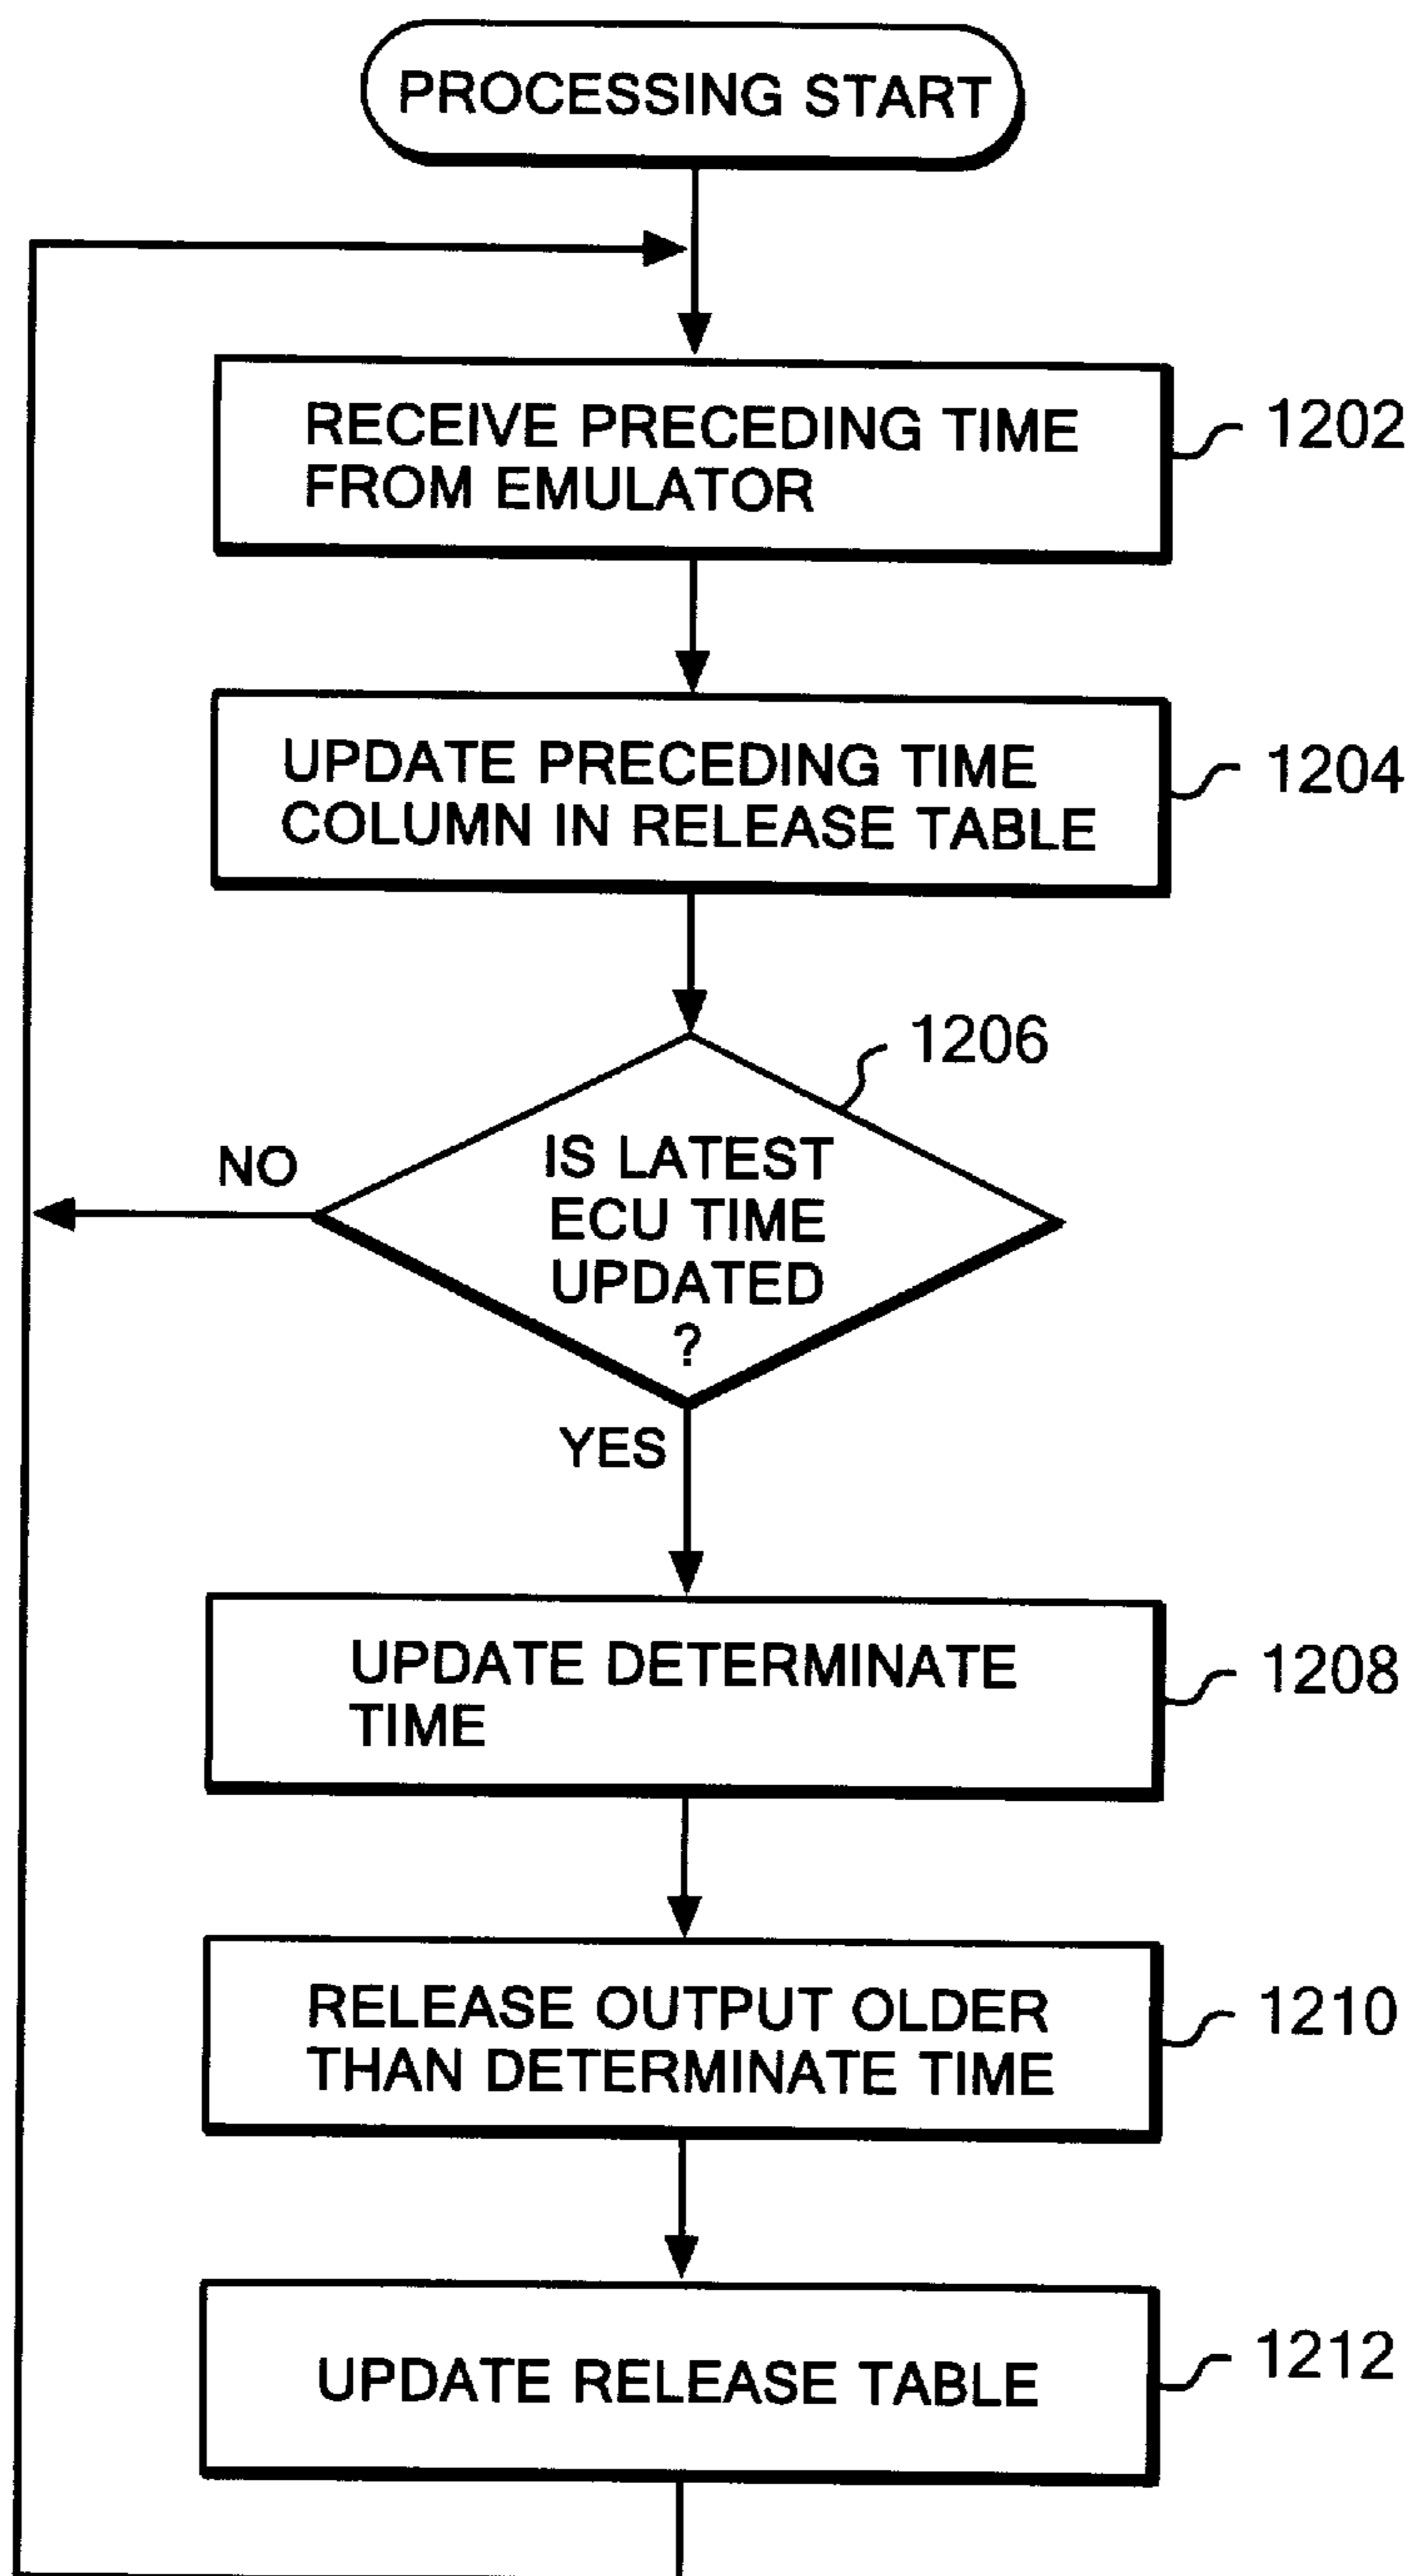 PROCESSING START
RECEIVE PRECEDING TIME
FROM EMULATOR
1202
UPDATE PRECEDING TIME
COLUMN IN RELEASE TABLE
1204
1206
IS LATEST
ECU TIME
UPDATED
?
NO
YES
UPDATE DETERMINATE
TIME
1208
RELEASE OUTPUT OLDER
THAN DETERMINATE TIME
1210
UPDATE RELEASE TABLE
1212